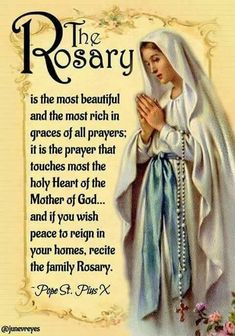 The
Rosary
is the most beautiful
and the most rich in
graces of all prayers;
it is the prayer that
touches most the
holy Heart of the
Mother of God...
and if you wish
peace to reign in
your homes, recite
the family Rosary.
-Pope St. Pius X
@junevreyes